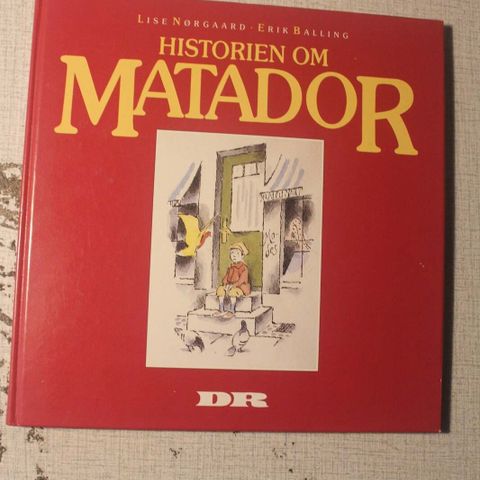 LISE NØRGAARD · ERIK BALLING
HISTORIEN OM
MATADOR
DR